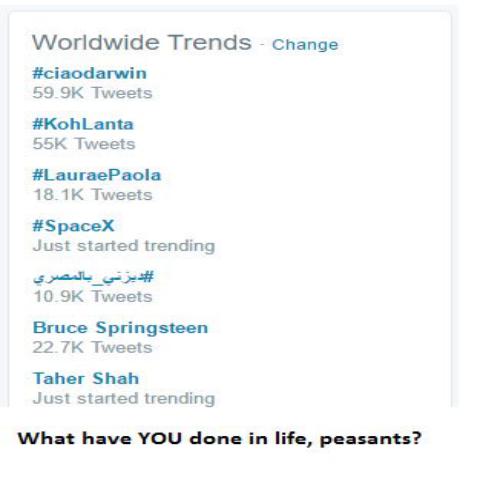 Worldwide Trends · Change
#ciaodarwin
59.9K Tweets
#KohLanta
55K Tweets
#LauraePaola
18.1K Tweets
#SpaceX
Just started trending
#ديزني_بالمصري
10.9K Tweets
Bruce Springsteen
22.7K Tweets
Taher Shah
Just started trending
What have YOU done in life, peasants?